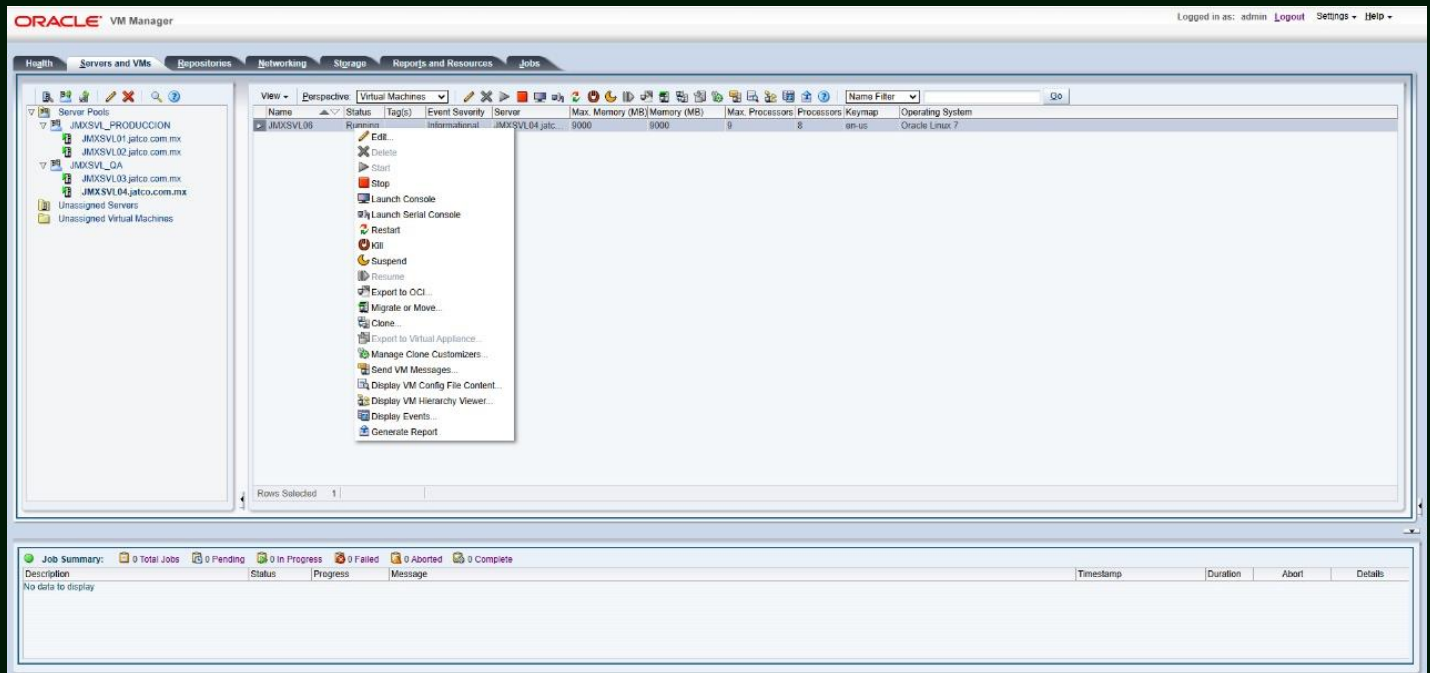 ORACLE VM Manager
Logged in as: admin Logout Settings Help
Health Servers and VMs Repositories Networking Storage Reports and Resources Jobs
View Perspective: Virtual Machines Name Filter Go
Server Pools
JMXSVL_PRODUCCION
JMXSVL01.jatco.com.mx
JMXSVL02.jatco.com.mx
JMXSVL_QA
JMXSVL03.jatco.com.mx
JMXSVL04.jatco.com.mx
Unassigned Servers
Unassigned Virtual Machines
Name Status Tag(s) Event Severity Server Max. Memory (MB) Memory (MB) Max. Processors Processors Keymap Operating System
JMXSVL06 Running Informational JMXSVL04.jatc... 9000 9000 9 8 en-us Oracle Linux 7
Edit...
Delete
Start
Stop
Launch Console
Launch Serial Console
Restart
Kill
Suspend
Resume
Export to OCI...
Migrate or Move...
Clone...
Export to Virtual Appliance...
Manage Clone Customizers...
Send VM Messages...
Display VM Config File Content...
Display VM Hierarchy Viewer...
Display Events...
Generate Report
Rows Selected 1
Job Summary: 0 Total Jobs 0 Pending 0 In Progress 0 Failed 0 Aborted 0 Complete
Description Status Progress Message Timestamp Duration Abort Details
No data to display